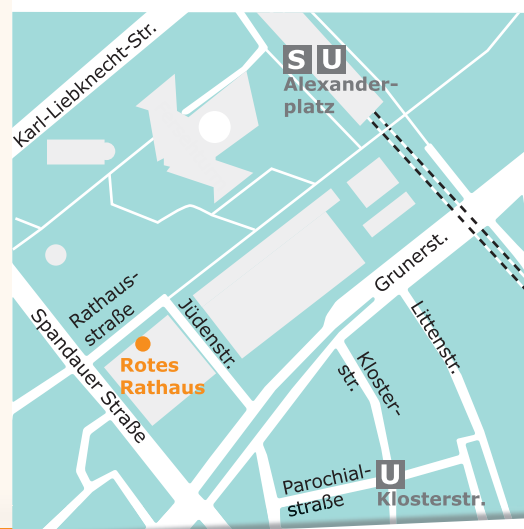 Karl-Liebknecht-Str.
S U
Alexander-
platz
Grunerst.
Rathaus-
straße
Jüdenstr.
Spandauer Straße
Rotes
Rathaus
Littenstr.
Kloster-
str.
Parochial-
straße
U
Klosterstr.